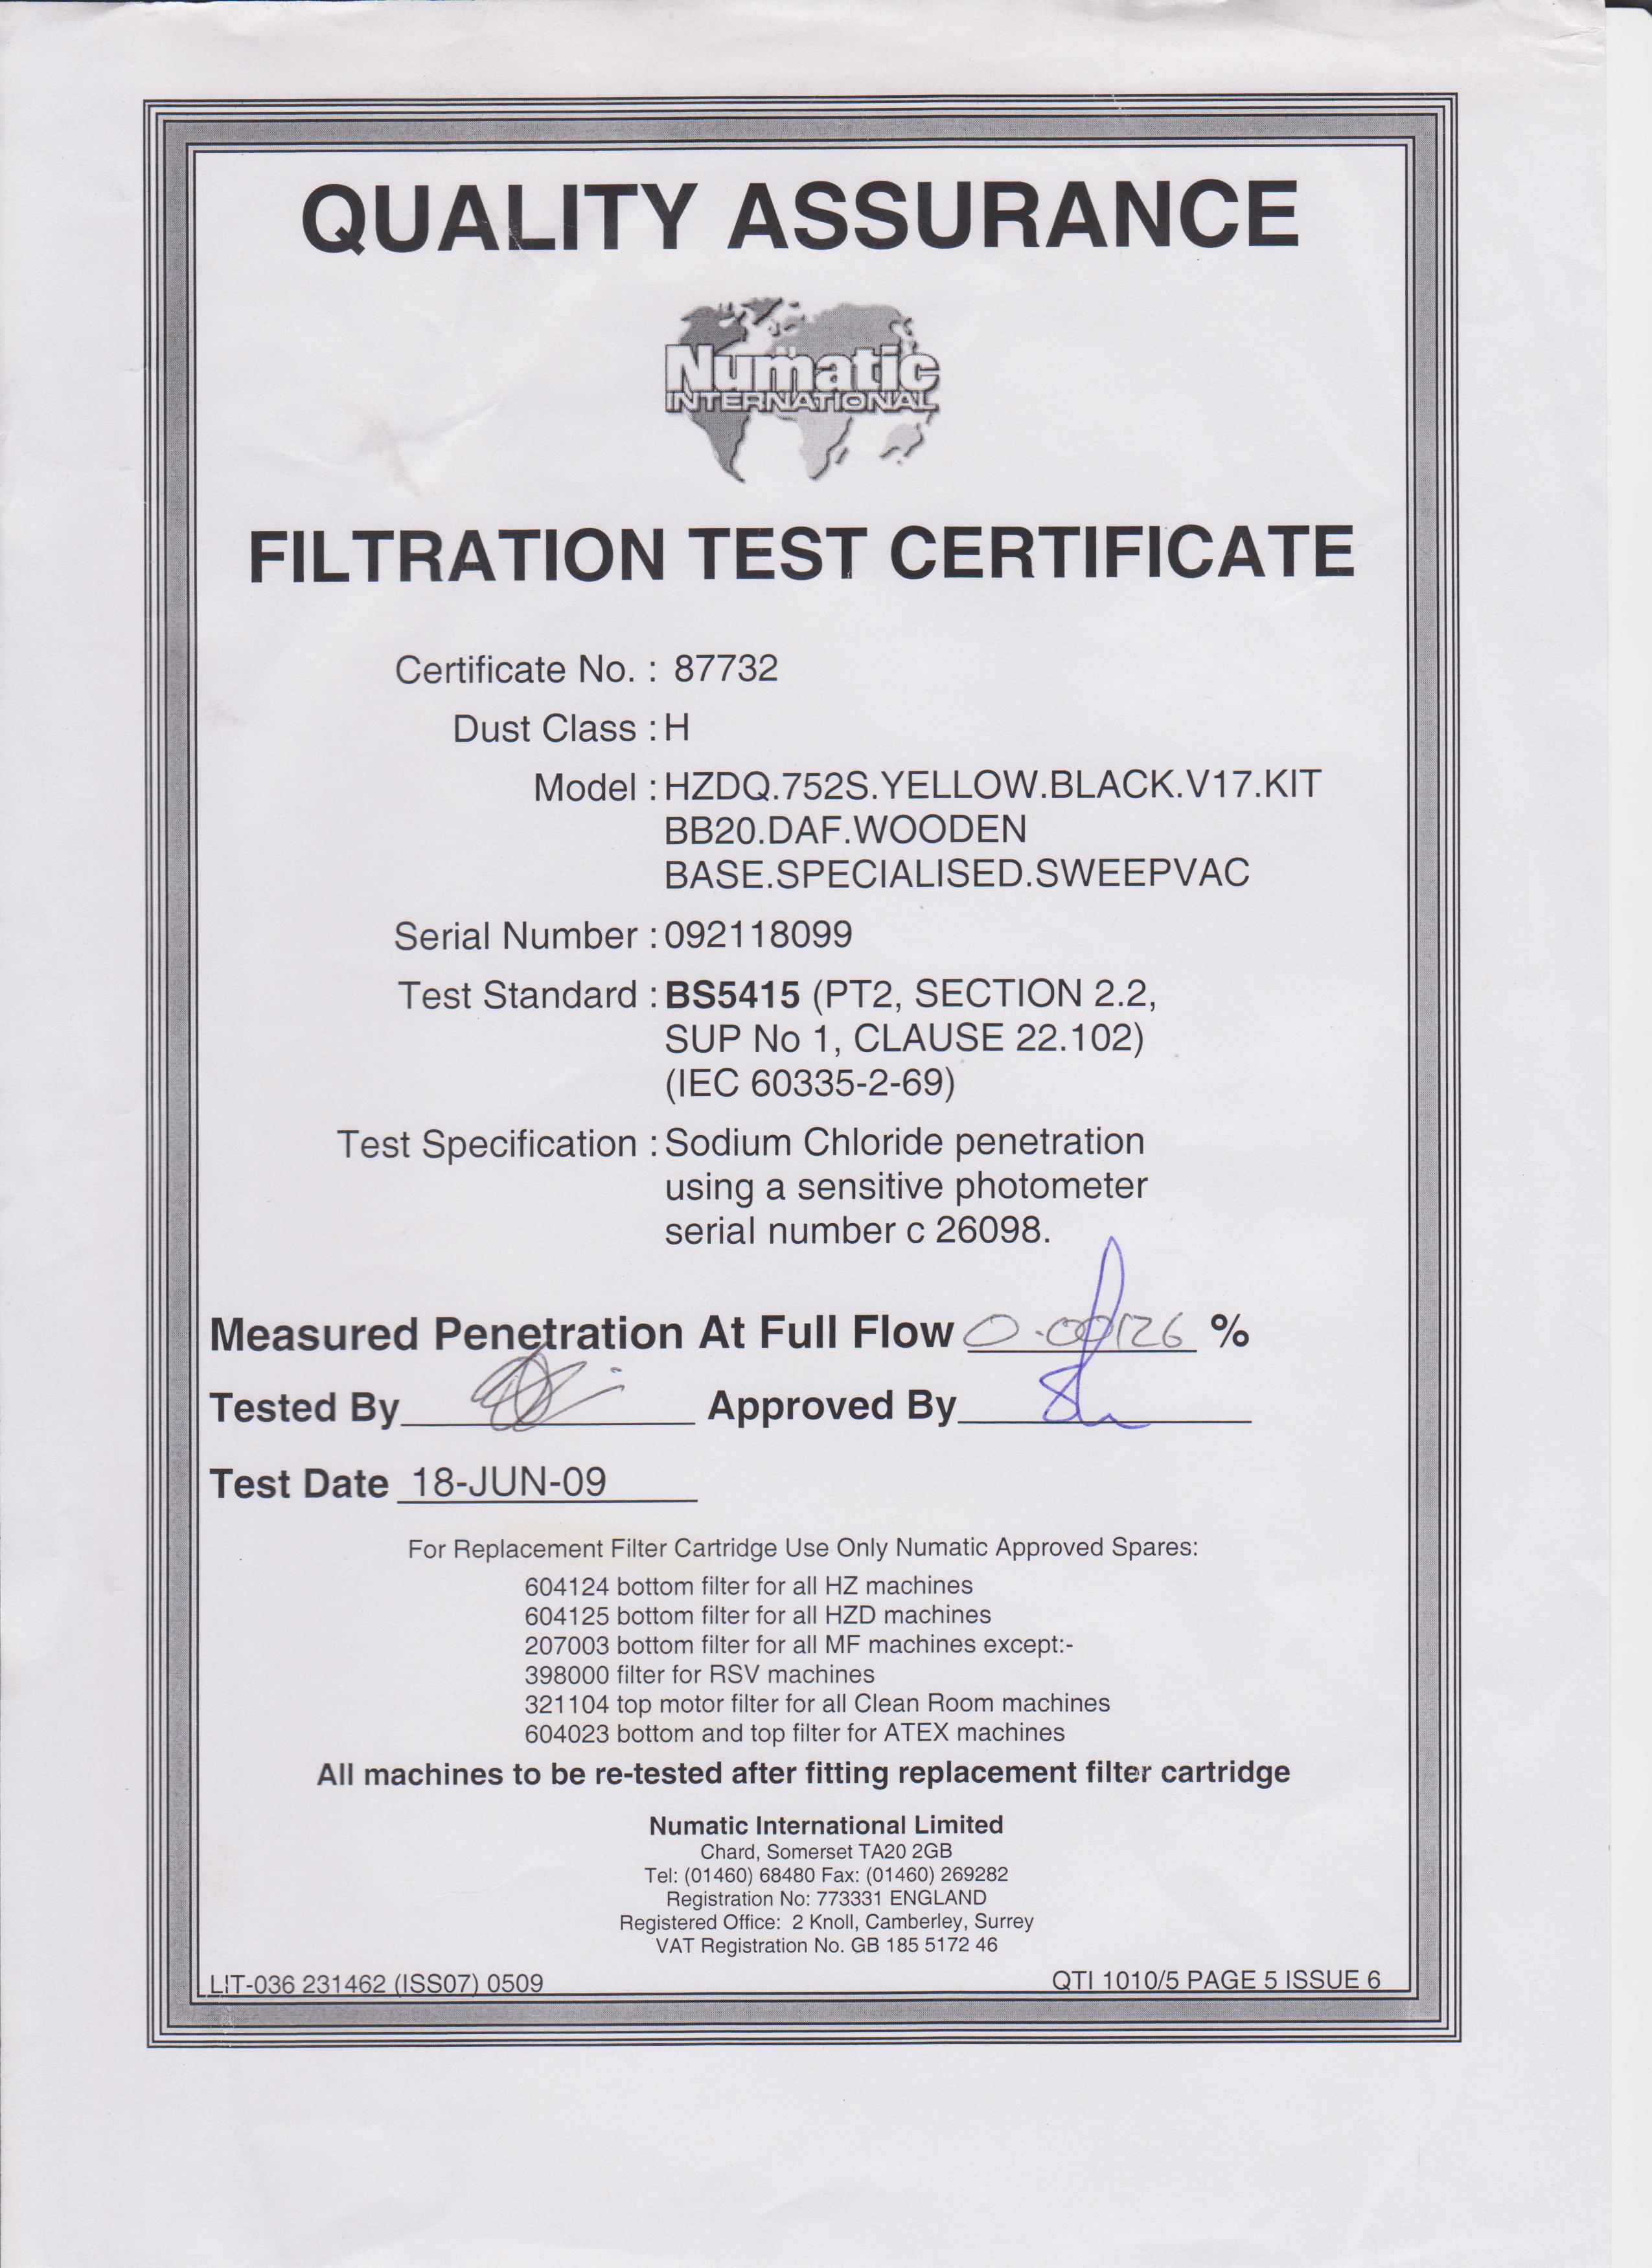 QUALITY ASSURANCE
Numatic
INTERNATIONAL
FILTRATION TEST CERTIFICATE
Certificate No. : 87732
Dust Class : H
Model : HZDQ.752S.YELLOW.BLACK.V17.KIT
BB20.DAF.WOODEN
BASE.SPECIALISED.SWEEPVAC
Serial Number : 092118099
Test Standard : BS5415 (PT2, SECTION 2.2,
SUP No 1, CLAUSE 22.102)
(IEC 60335-2-69)
Test Specification : Sodium Chloride penetration
using a sensitive photometer
serial number c 26098.
Measured Penetration At Full Flow 0.00126 %
Tested By Approved By
Test Date 18-JUN-09
For Replacement Filter Cartridge Use Only Numatic Approved Spares:
604124 bottom filter for all HZ machines
604125 bottom filter for all HZD machines
207003 bottom filter for all MF machines except:-
398000 filter for RSV machines
321104 top motor filter for all Clean Room machines
604023 bottom and top filter for ATEX machines
All machines to be re-tested after fitting replacement filter cartridge
Numatic International Limited
Chard, Somerset TA20 2GB
Tel: (01460) 68480 Fax: (01460) 269282
Registration No: 773331 ENGLAND
Registered Office: 2 Knoll, Camberley, Surrey
VAT Registration No. GB 185 5172 46
LIT-036 231462 (ISS07) 0509 QTI 1010/5 PAGE 5 ISSUE 6